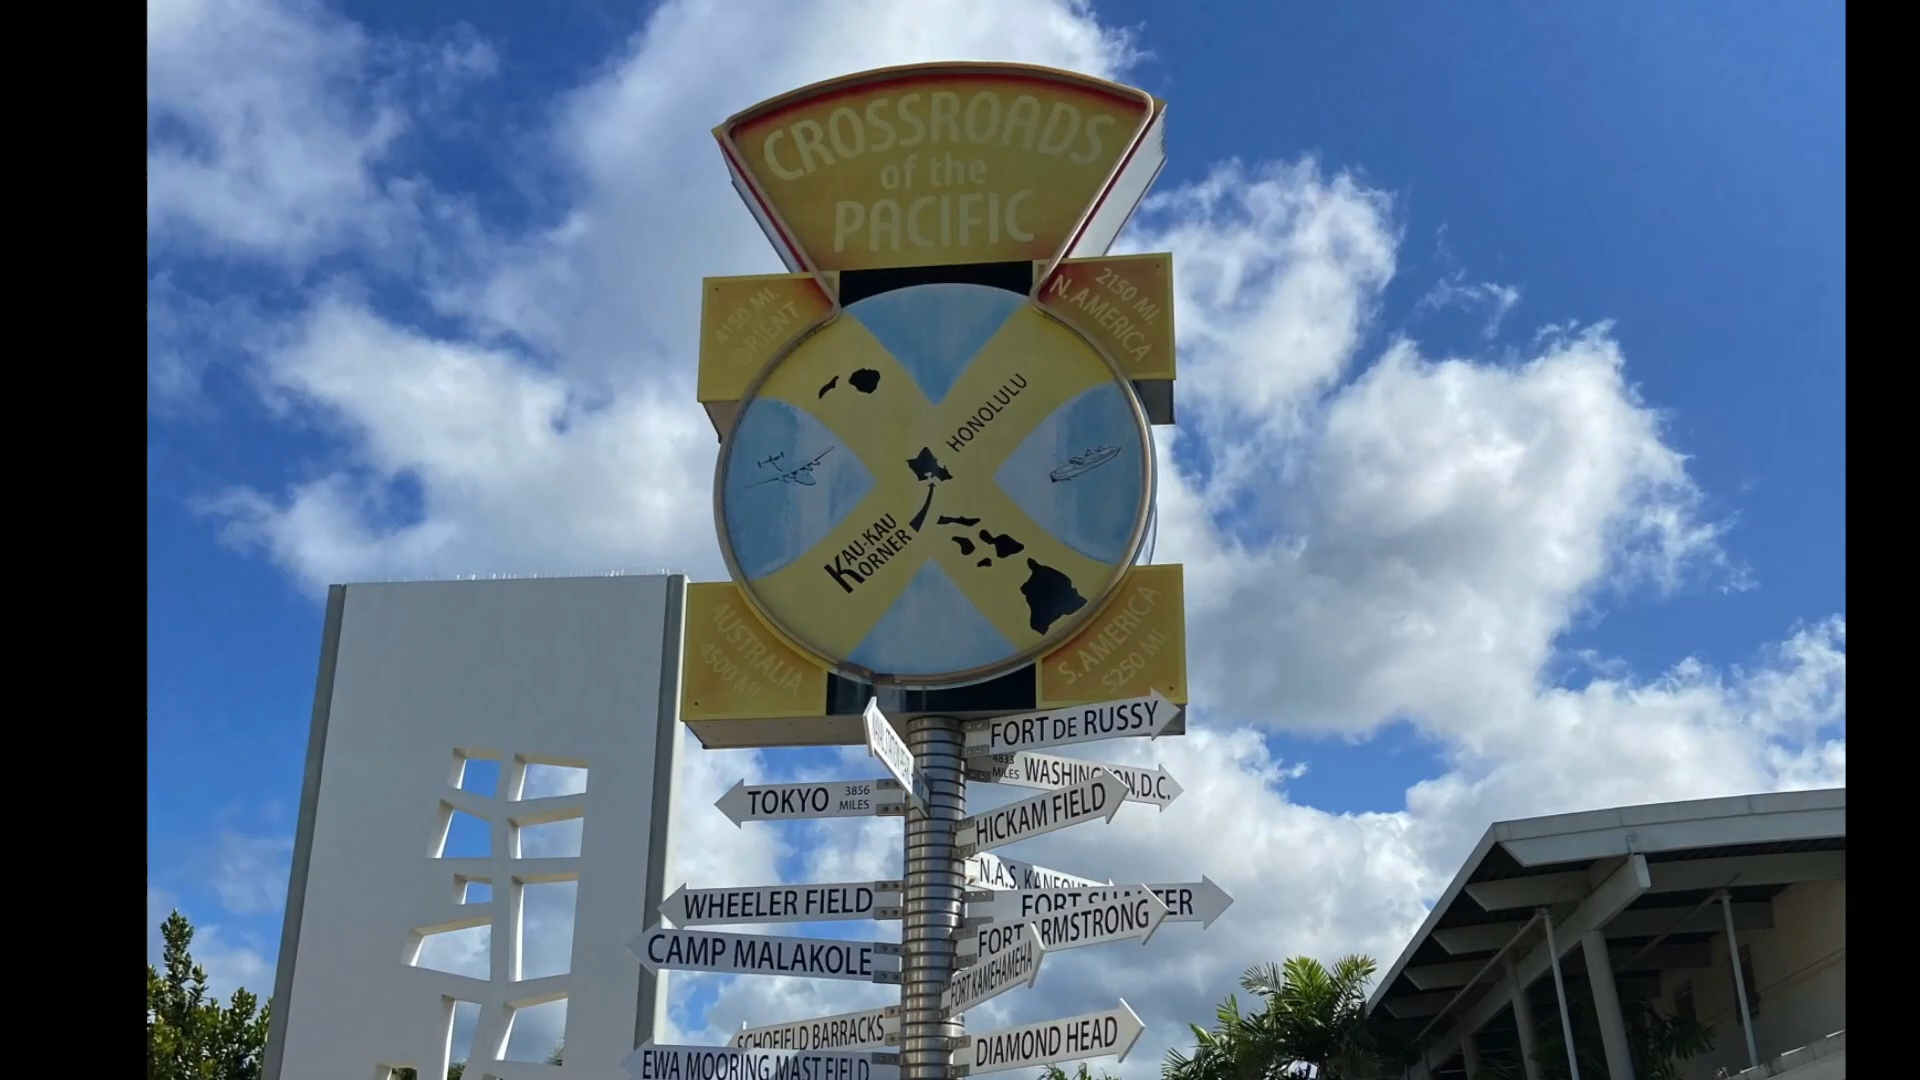 CROSSROADS
of the
PACIFIC
4150 MI.
ORIENT
2150 MI.
N. AMERICA
HONOLULU
KAU-KAU
KORNER
AUSTRALIA
4500 MI.
S. AMERICA
5250 MI.
FORT DE RUSSY
4833
MILES WASHINGTON, D.C.
TOKYO 3856
MILES
HICKAM FIELD
N.A.S. KANEOHE
WHEELER FIELD
FORT SHAFTER
FORT ARMSTRONG
CAMP MALAKOLE
FORT KAMEHAMEHA
SCHOFIELD BARRACKS
DIAMOND HEAD
EWA MOORING MAST FIELD